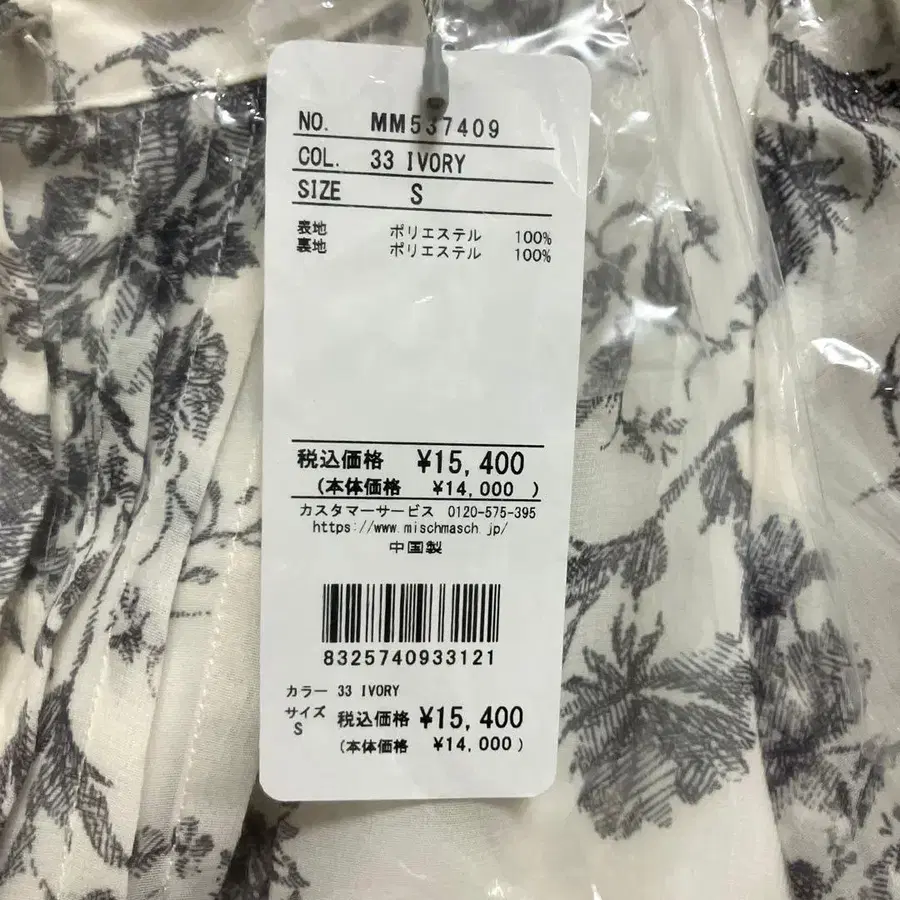 NO. MM537409
COL. 33 IVORY
SIZE S
表地 ポリエステル 100%
裏地 ポリエステル 100%
税込価格 ¥15,400
(本体価格 ¥14,000 )
カスタマーサービス 0120-575-395
https://www.mischmasch.jp/
中国製
8325740933121
カラー 33 IVORY
サイズ 税込価格 ¥15,400
S (本体価格 ¥14,000 )